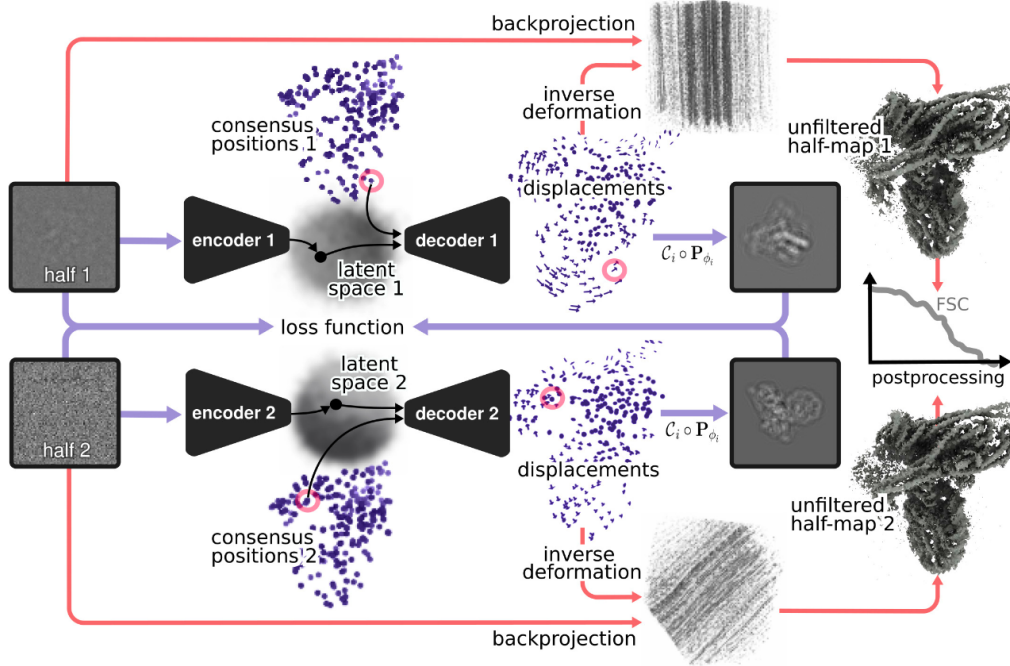 backprojection
consensus
positions 1
inverse
deformation
unfiltered
half-map 1
displacements
half 1
encoder 1
decoder 1
latent
space 1
𝒞ᵢ ∘ 𝐏_ϕᵢ
FSC
loss function
postprocessing
latent
space 2
half 2
encoder 2
decoder 2
𝒞ᵢ ∘ 𝐏_ϕᵢ
displacements
unfiltered
half-map 2
consensus
positions 2
inverse
deformation
backprojection